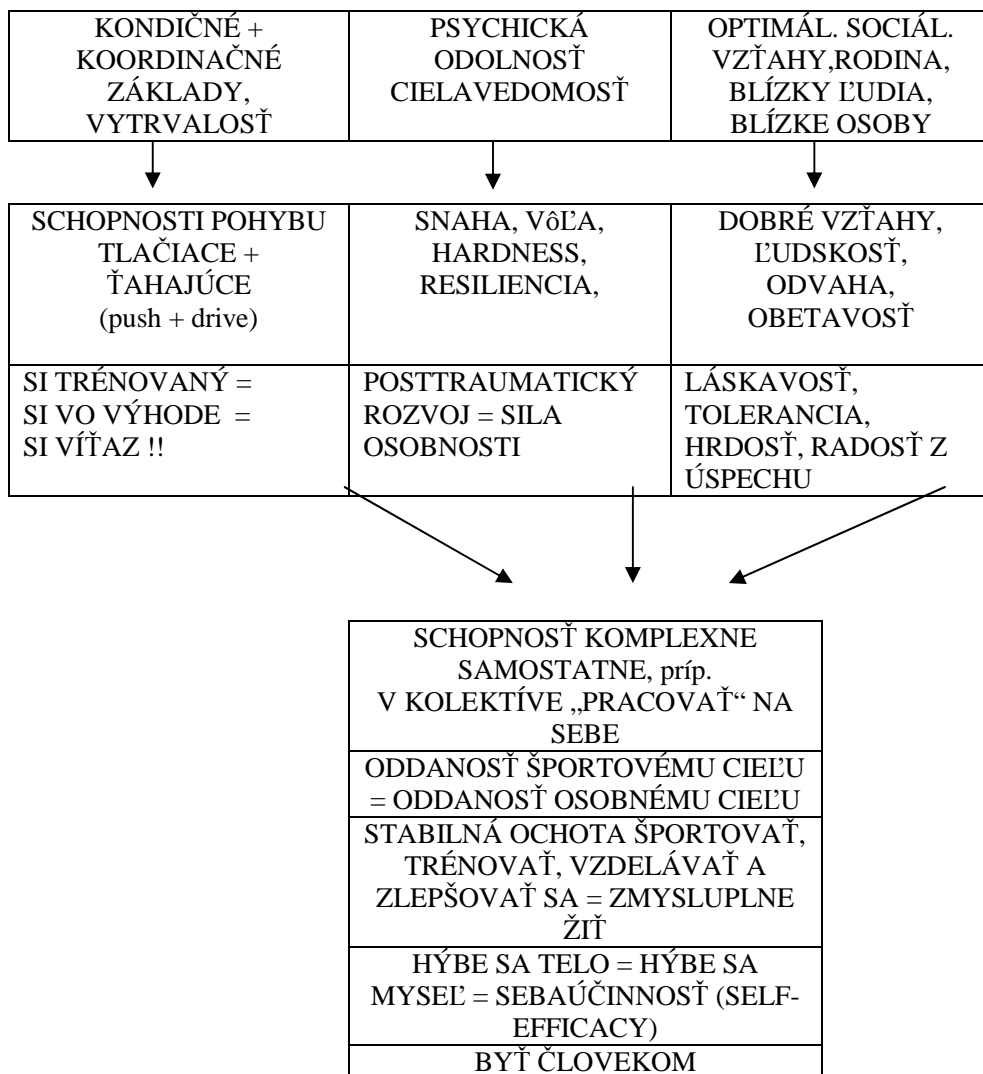 KONDIČNÉ +
KOORDINAČNÉ
ZÁKLADY,
VYTRVALOSŤ
PSYCHICKÁ
ODOLNOSŤ
CIELAVEDOMOSŤ
OPTIMÁL. SOCIÁL.
VZŤAHY,RODINA,
BLÍZKY ĽUDIA,
BLÍZKE OSOBY
SCHOPNOSTI POHYBU
TLAČIACE +
ŤAHAJÚCE
(push + drive)
SNAHA, VôĽA,
HARDNESS,
RESILIENCIA,
DOBRÉ VZŤAHY,
ĽUDSKOSŤ,
ODVAHA,
OBETAVOSŤ
SI TRÉNOVANÝ =
SI VO VÝHODE =
SI VÍŤAZ !!
POSTTRAUMATICKÝ
ROZVOJ = SILA
OSOBNOSTI
LÁSKAVOSŤ,
TOLERANCIA,
HRDOSŤ, RADOSŤ Z
ÚSPECHU
SCHOPNOSŤ KOMPLEXNE
SAMOSTATNE, príp.
V KOLEKTÍVE „PRACOVAŤ“ NA
SEBE
ODDANOSŤ ŠPORTOVÉMU CIEĽU
= ODDANOSŤ OSOBNÉMU CIEĽU
STABILNÁ OCHOTA ŠPORTOVAŤ,
TRÉNOVAŤ, VZDELÁVAŤ A
ZLEPŠOVAŤ SA = ZMYSLUPLNE
ŽIŤ
HÝBE SA TELO = HÝBE SA
MYSEĽ = SEBAÚČINNOSŤ (SELF-
EFFICACY)
BYŤ ČLOVEKOM